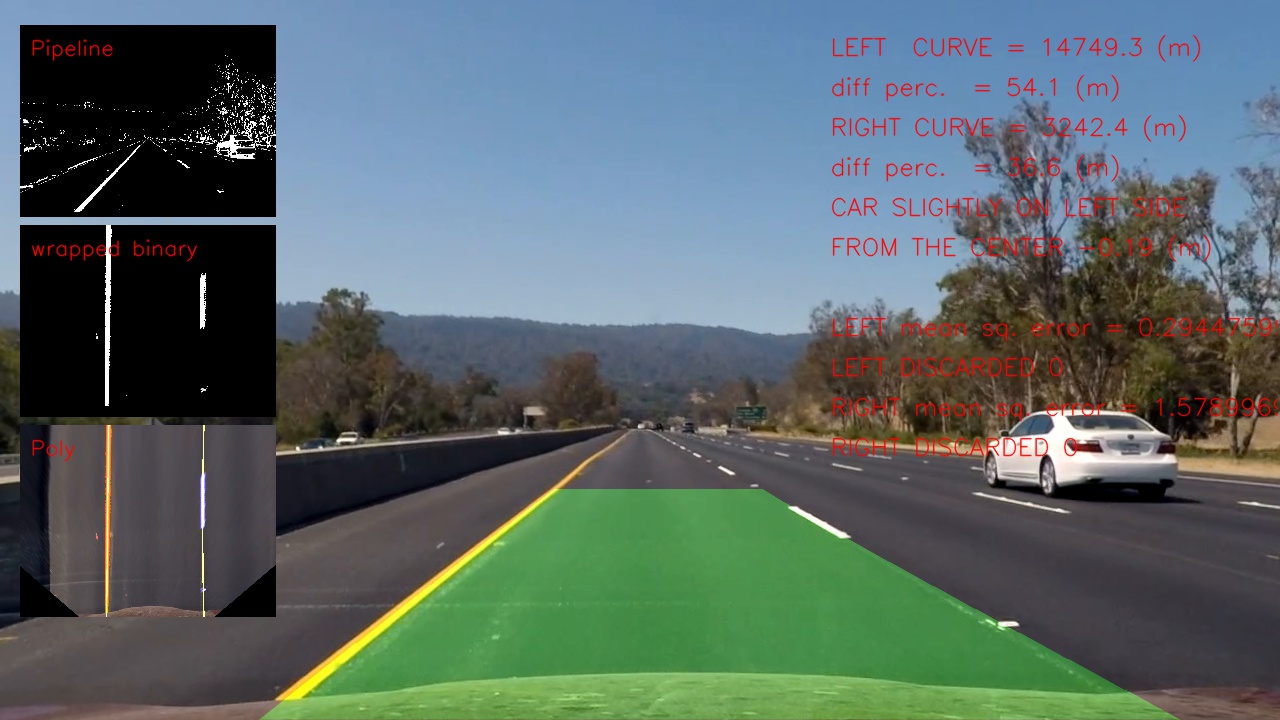 Pipeline
wrapped binary
Poly
LEFT CURVE = 14749.3 (m)
diff perc. = 54.1 (m)
RIGHT CURVE = 3242.4 (m)
diff perc. = 36.6 (m)
CAR SLIGHTLY ON LEFT SIDE
FROM THE CENTER -0.19 (m)
LEFT mean sq. error = 0.2944759
LEFT DISCARDED 0
RIGHT mean sq. error = 1.578996
RIGHT DISCARDED 0